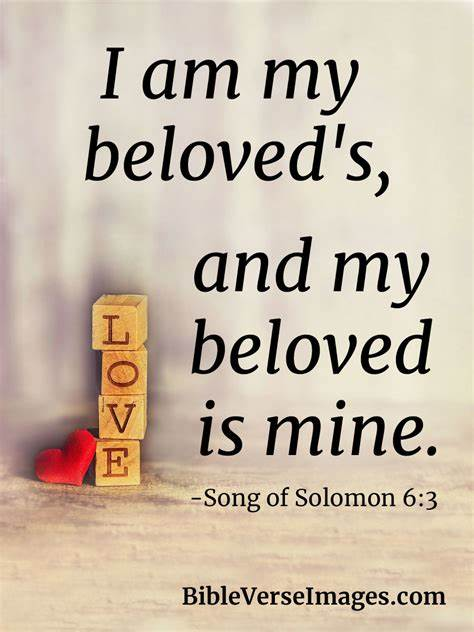 I am my
beloved's,
and my
beloved
is mine.
L
O
V
E
-Song of Solomon 6:3
BibleVerseImages.com